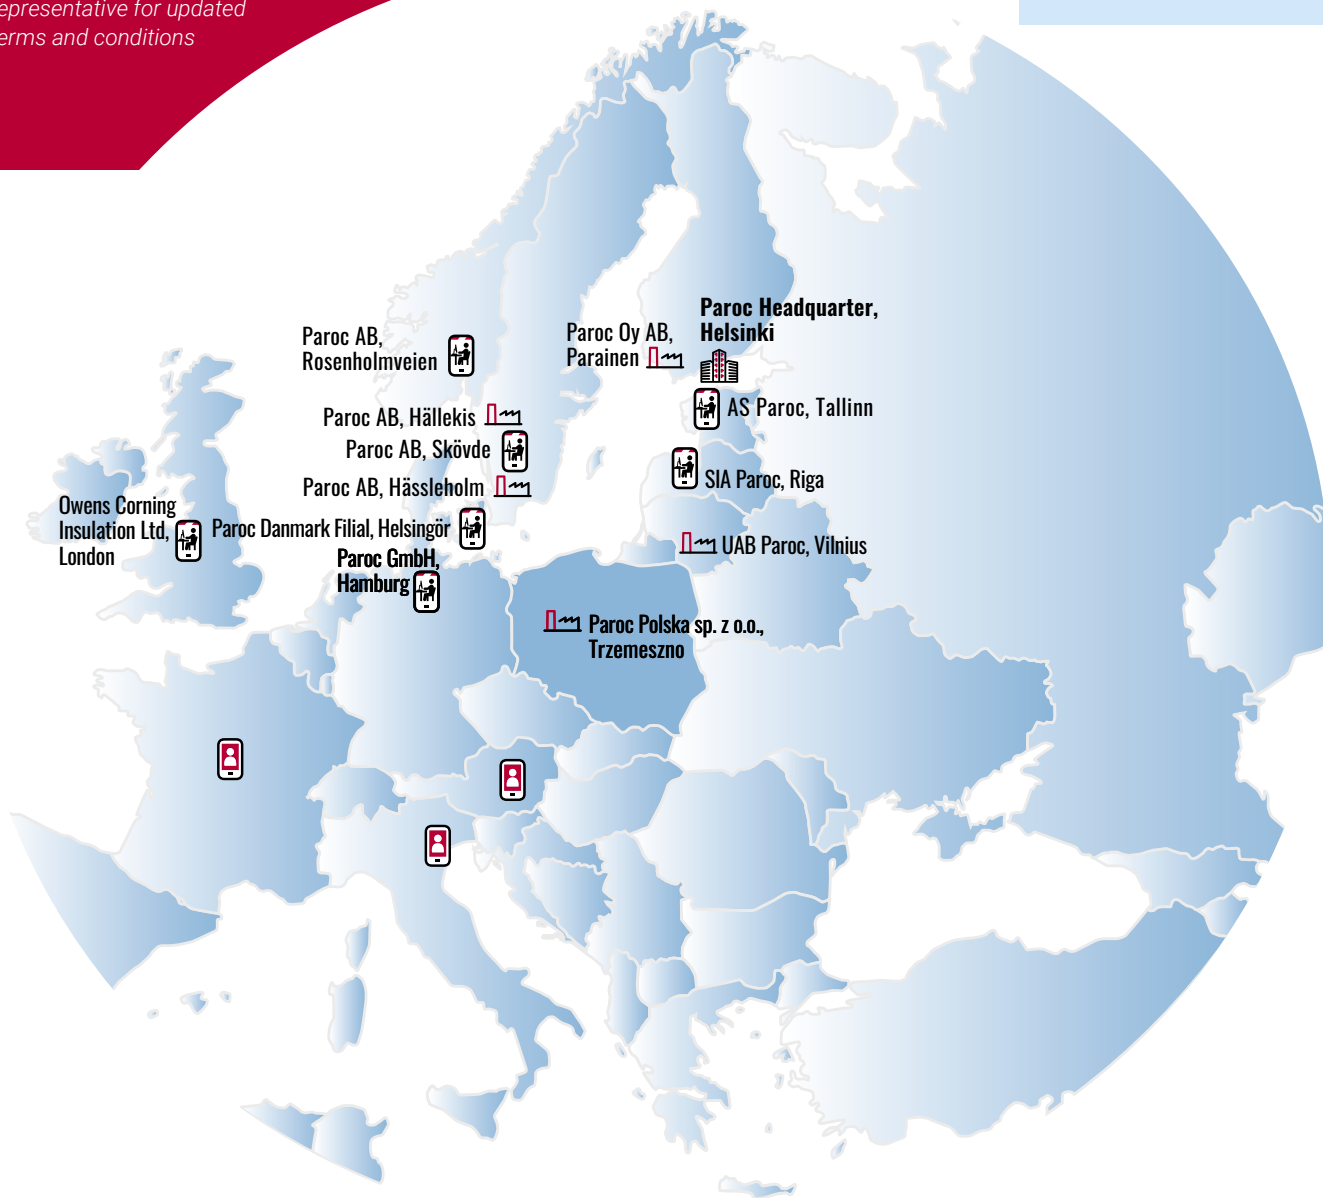 epresentative for updated
erms and conditions
Paroc Headquarter,
Helsinki
Paroc AB,
Rosenholmveien
Paroc Oy AB,
Parainen
Paroc AB, Hällekis
AS Paroc, Tallinn
Paroc AB, Skövde
SIA Paroc, Riga
Paroc AB, Hässleholm
Owens Corning
Insulation Ltd,
London
Paroc Danmark Filial, Helsingör
UAB Paroc, Vilnius
Paroc GmbH,
Hamburg
Paroc Polska sp. z o.o.,
Trzemeszno